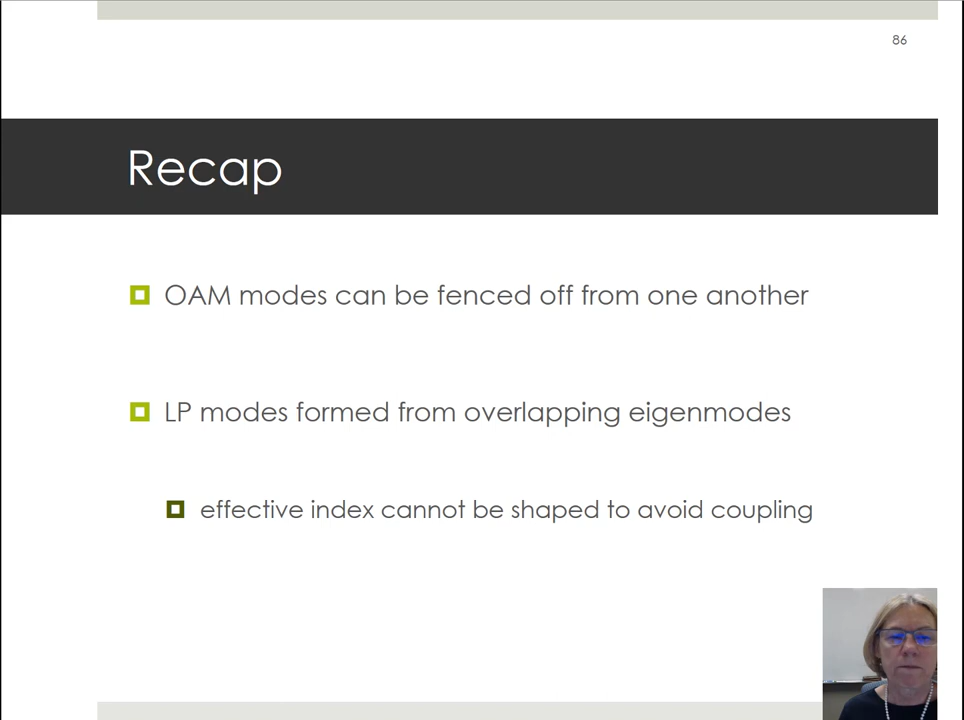 86
Recap
OAM modes can be fenced off from one another
LP modes formed from overlapping eigenmodes
effective index cannot be shaped to avoid coupling